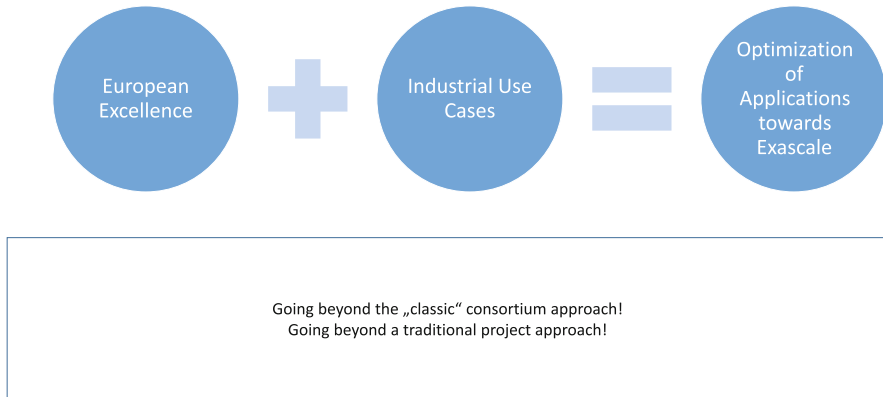 European
Excellence
Industrial Use
Cases
Optimization
of
Applications
towards
Exascale
Going beyond the „classic“ consortium approach!
Going beyond a traditional project approach!